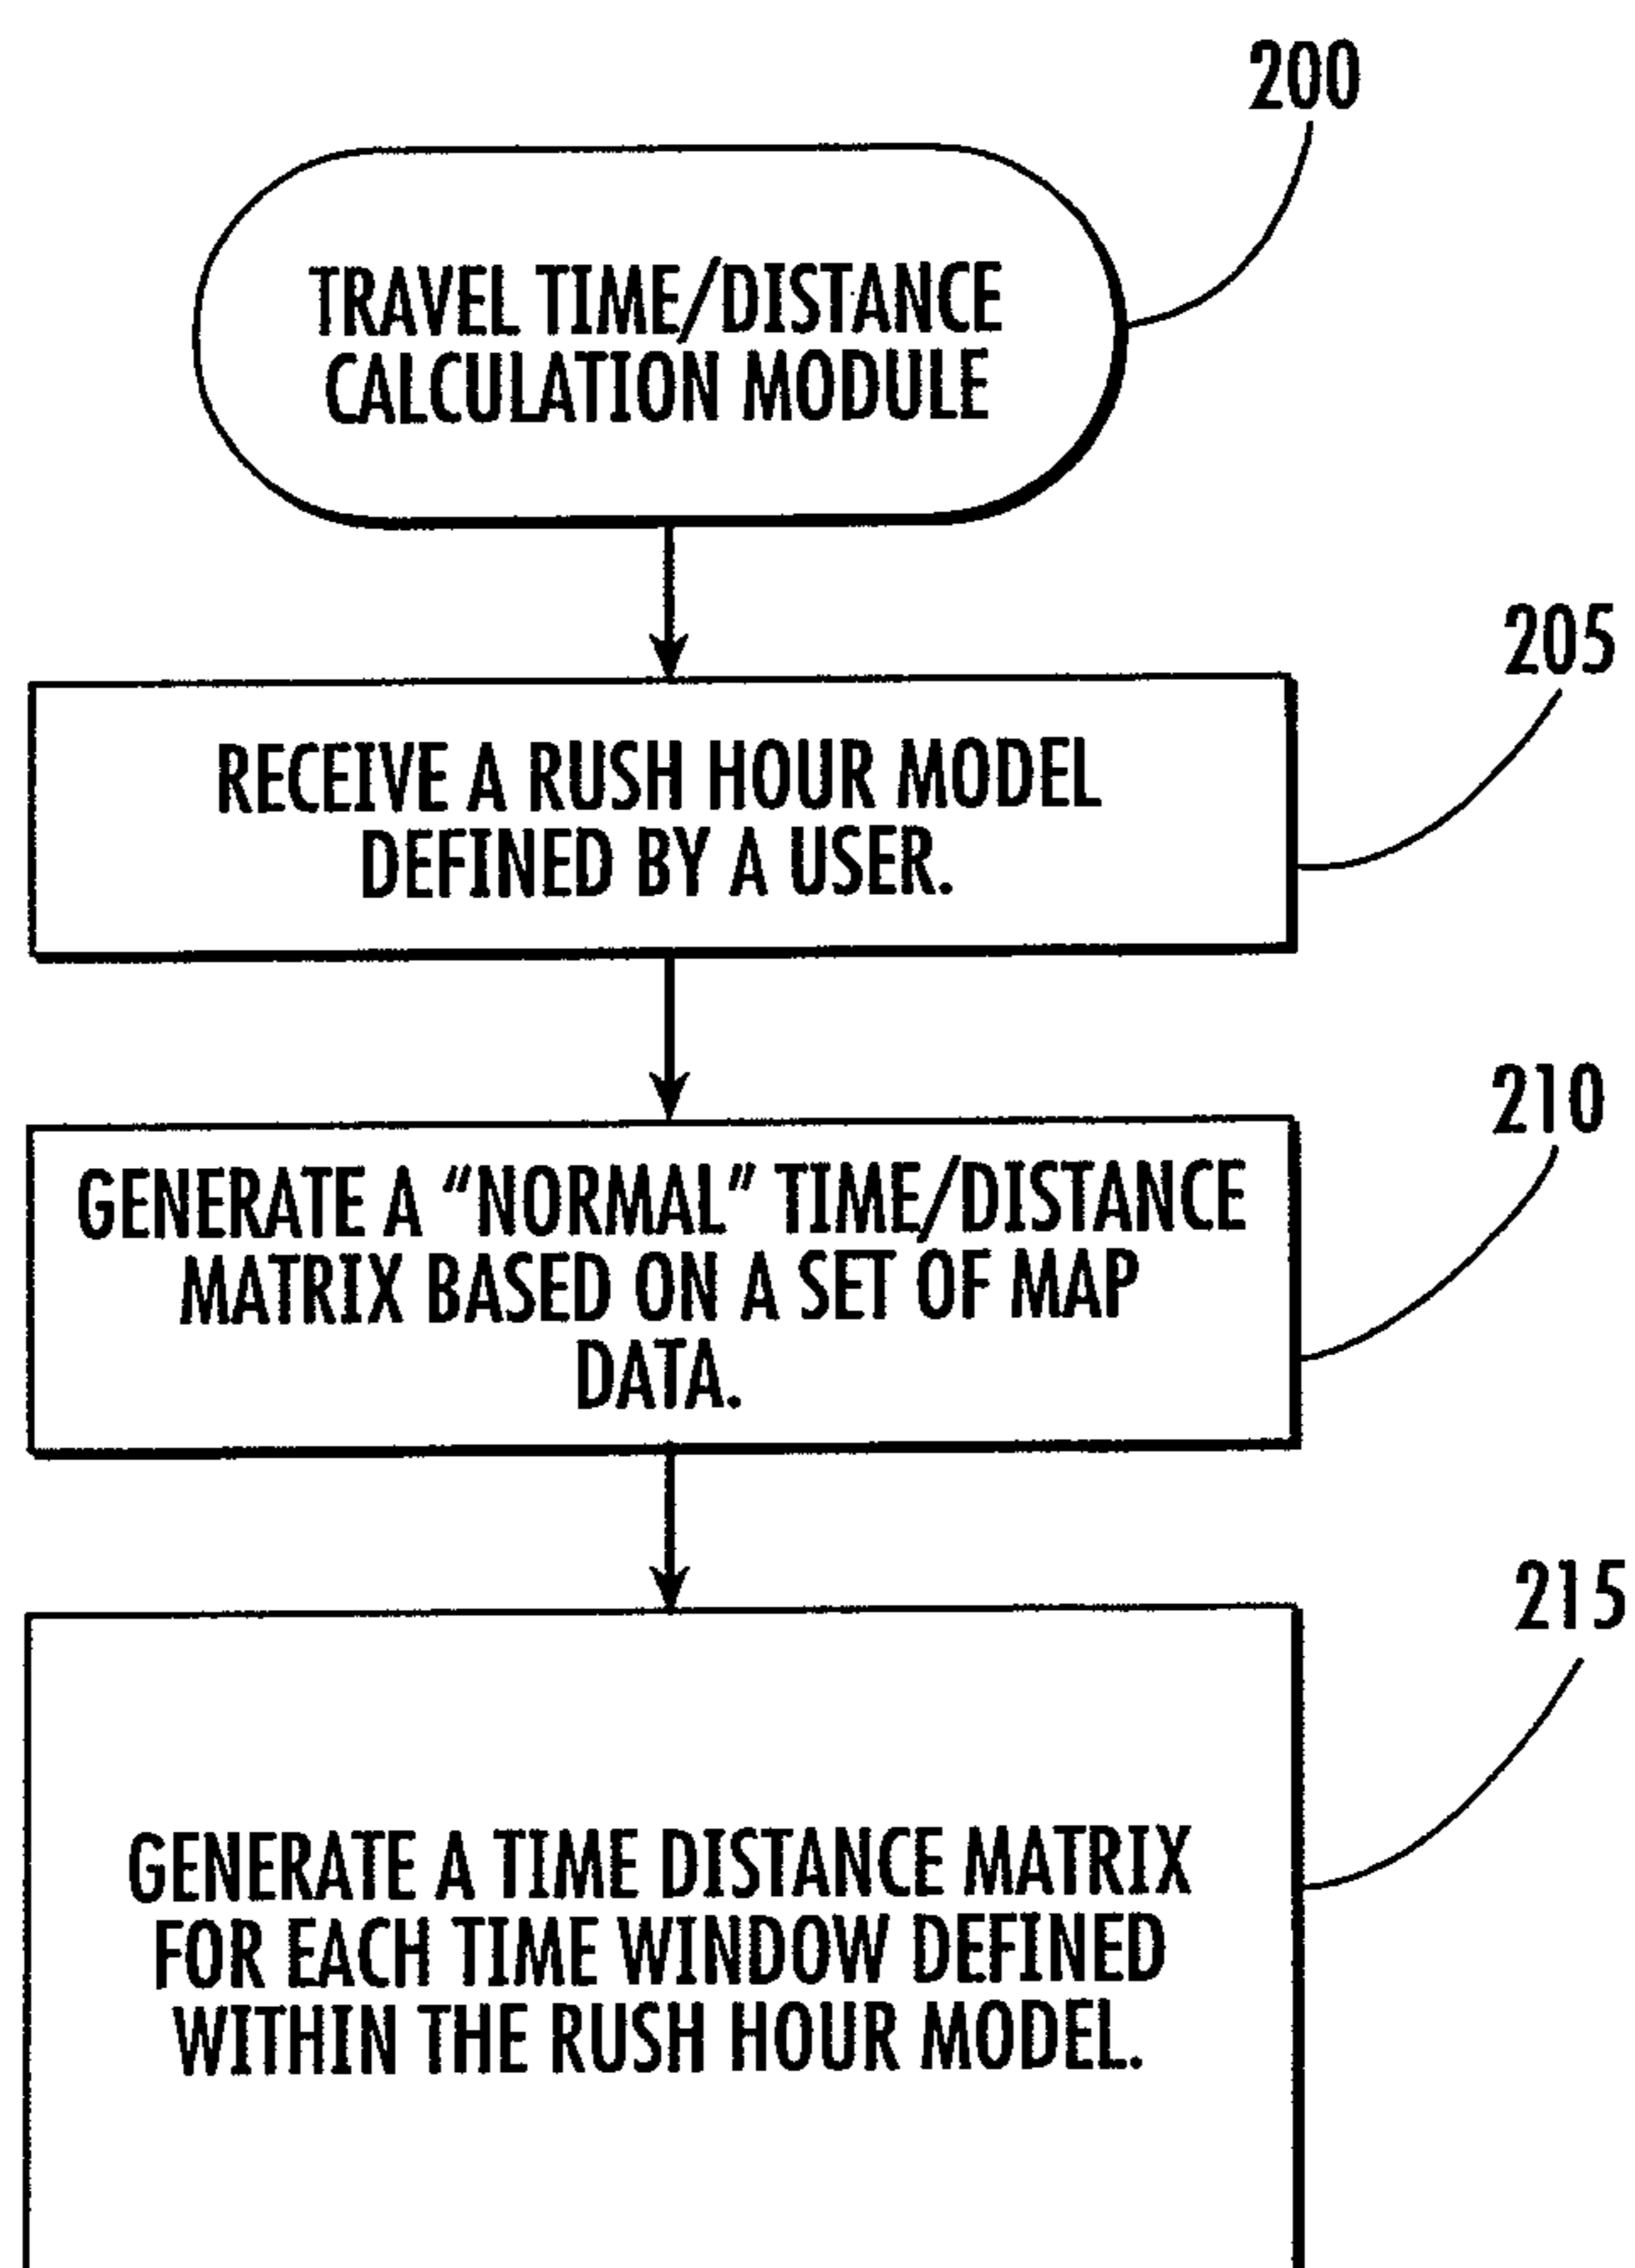 200
TRAVEL TIME/DISTANCE
CALCULATION MODULE
205
RECEIVE A RUSH HOUR MODEL
DEFINED BY A USER.
210
GENERATE A “NORMAL” TIME/DISTANCE
MATRIX BASED ON A SET OF MAP
DATA.
215
GENERATE A TIME DISTANCE MATRIX
FOR EACH TIME WINDOW DEFINED
WITHIN THE RUSH HOUR MODEL.